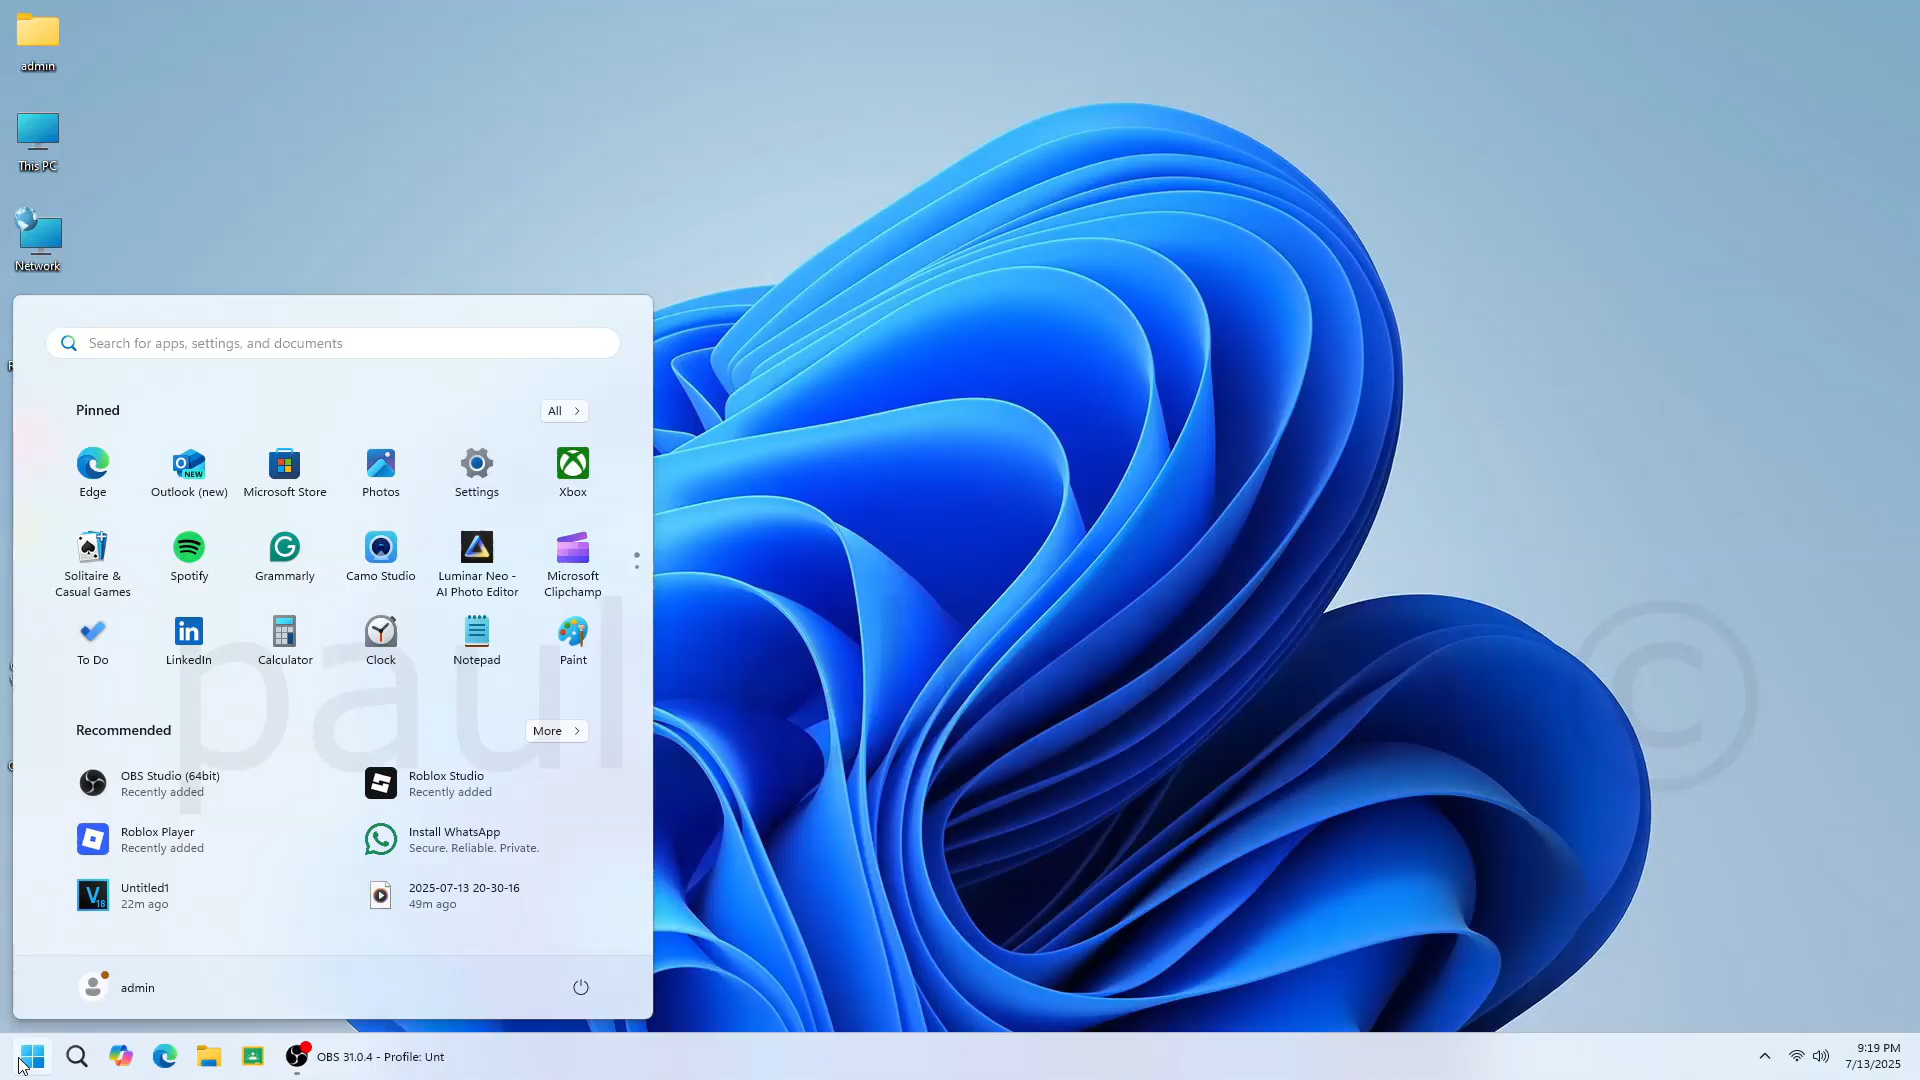 admin
This PC
Network
Search for apps, settings, and documents
Pinned
All
Edge
Outlook (new)
Microsoft Store
Photos
Settings
Xbox
Solitaire &
Casual Games
Spotify
Grammarly
Camo Studio
Luminar Neo -
AI Photo Editor
Microsoft
Clipchamp
To Do
LinkedIn
Calculator
Clock
Notepad
Paint
paul
©
Recommended
More
OBS Studio (64bit)
Recently added
Roblox Studio
Recently added
Roblox Player
Recently added
Install WhatsApp
Secure. Reliable. Private.
Untitled1
22m ago
2025-07-13 20-30-16
49m ago
admin
OBS 31.0.4 - Profile: Unt
9:19 PM
7/13/2025